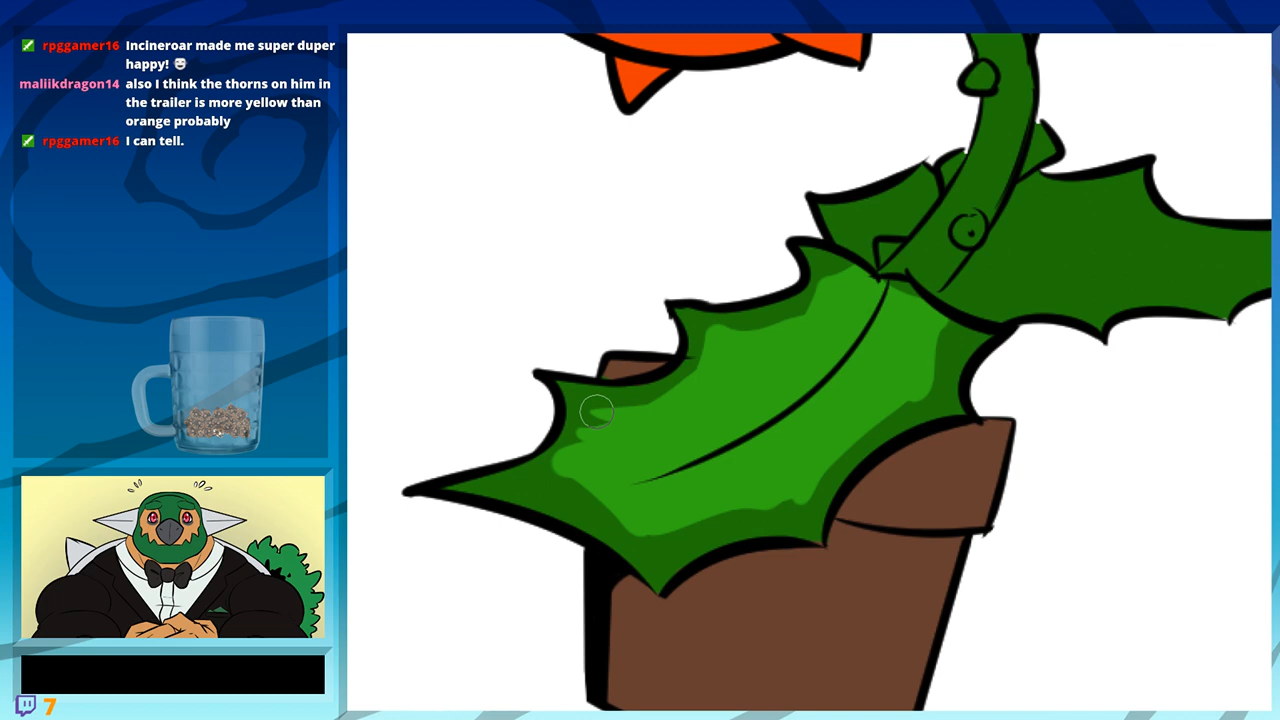 rpggamer16 Incineroar made me super duper
happy!
maliikdragon14 also I think the thorns on him in
the trailer is more yellow than
orange probably
rpggamer16 I can tell.
7